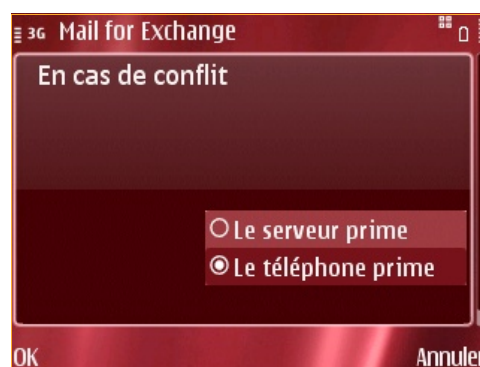 3G Mail for Exchange
En cas de conflit
Le serveur prime
Le téléphone prime
OK Annuler